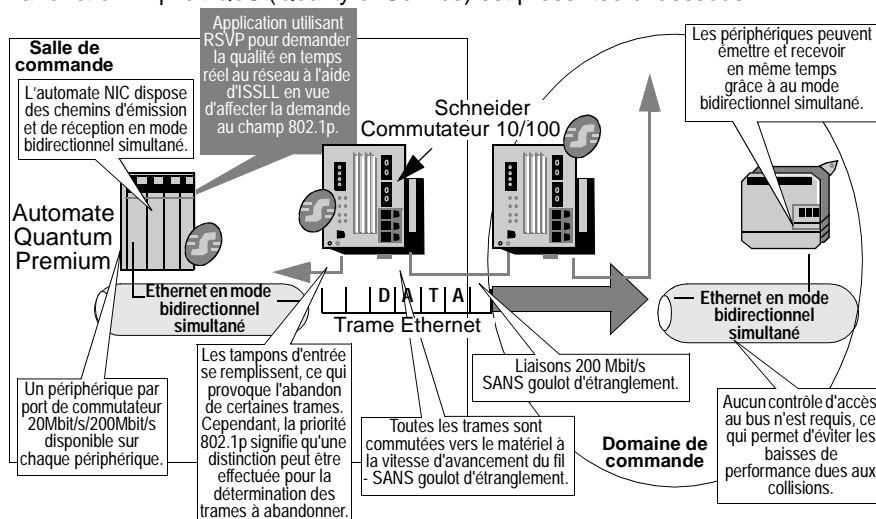 Salle de
commande
L'automate NIC dispose
des chemins d'émission
et de réception en mode
bidirectionnel simultané.
Application utilisant
RSVP pour demander
la qualité en temps
réel au réseau à l'aide
d'ISSLL en vue
d'affecter la demande
au champ 802.1p.
Schneider
Commutateur 10/100
Les périphériques peuvent
émettre et recevoir
en même temps
grâce à au mode
bidirectionnel simultané.
Automate
Quantum
Premium
Ethernet en mode
bidirectionnel
simultané
D A T A
Trame Ethernet
Ethernet en mode
bidirectionnel
simultané
Un périphérique par
port de commutateur
20Mbit/s/200Mbit/s
disponible sur
chaque périphérique.
Les tampons d'entrée
se remplissent, ce qui
provoque l'abandon
de certaines trames.
Cependant, la priorité
802.1p signifie qu'une
distinction peut être
effectuée pour la
détermination des
trames à abandonner.
Liaisons 200 Mbit/s
SANS goulot d'étranglement.
Toutes les trames sont
commutées vers le matériel à
la vitesse d'avancement du fil
- SANS goulot d'étranglement.
Domaine de
commande
Aucun contrôle d'accès
au bus n'est requis, ce
qui permet d'éviter les
baisses de
performance dues aux
collisions.